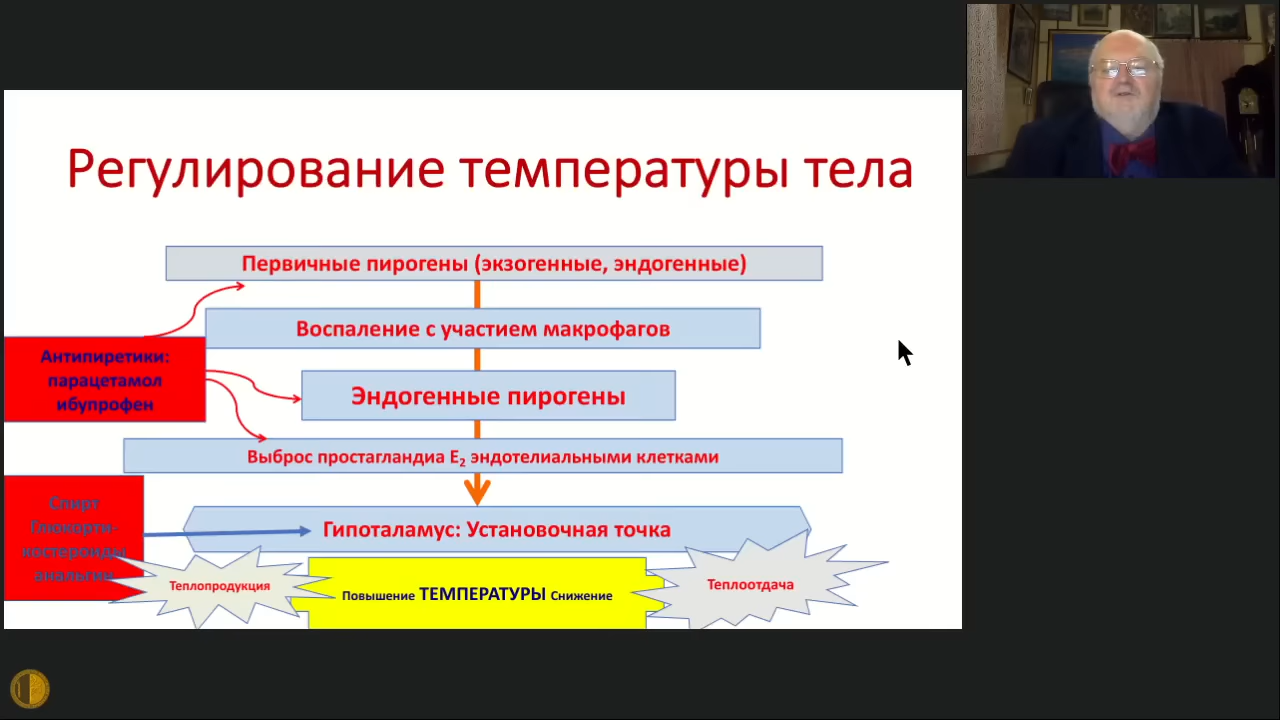 Регулирование температуры тела
Первичные пирогены (экзогенные, эндогенные)
Воспаление с участием макрофагов
Антипиретики:
парацетамол
ибупрофен
Эндогенные пирогены
Выброс простагландиа Е2 эндотелиальными клетками
Спирт
Глюкорти-
костероиды
анальгин
Гипоталамус: Установочная точка
Теплопродукция
Повышение ТЕМПЕРАТУРЫ Снижение
Теплоотдача